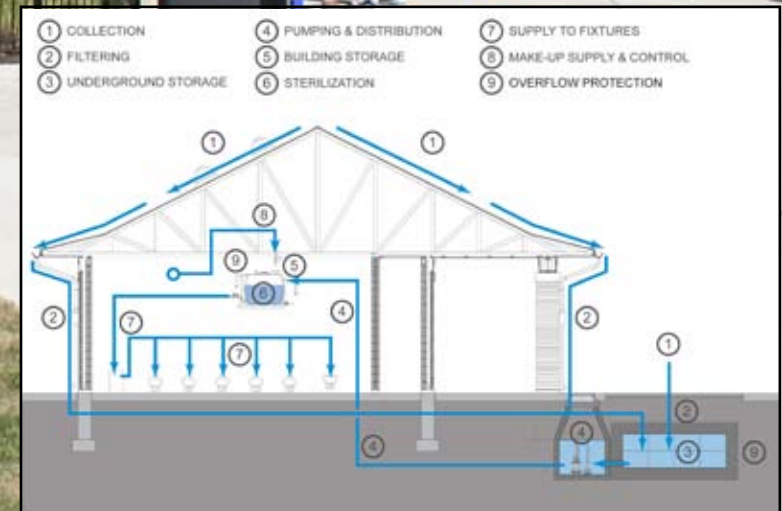 1 COLLECTION
2 FILTERING
3 UNDERGROUND STORAGE
4 PUMPING & DISTRIBUTION
5 BUILDING STORAGE
6 STERILIZATION
7 SUPPLY TO FIXTURES
8 MAKE-UP SUPPLY & CONTROL
9 OVERFLOW PROTECTION
1
1
8
9
5
6
2
7
4
2
1
7
2
4
4
3
9